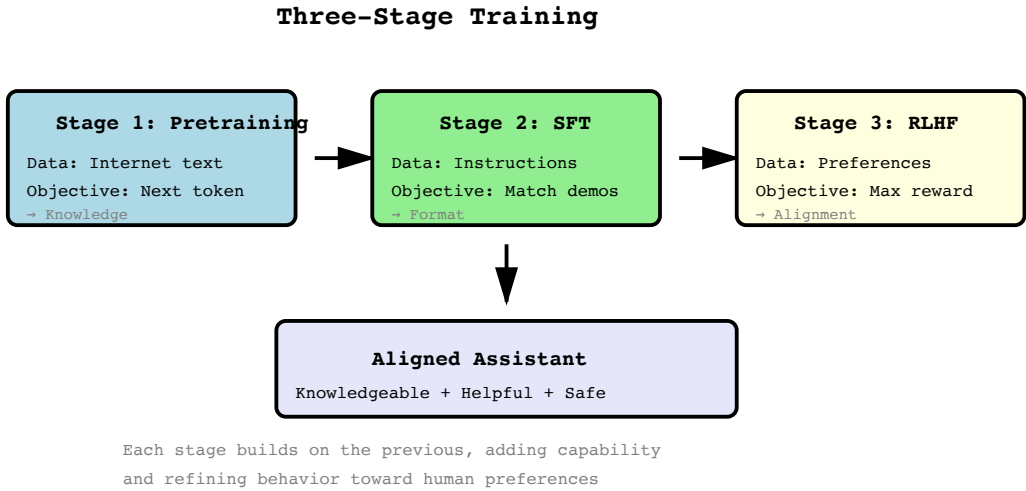 Three-Stage Training
Stage 1: Pretraining
Data: Internet text
Objective: Next token
→ Knowledge
Stage 2: SFT
Data: Instructions
Objective: Match demos
→ Format
Stage 3: RLHF
Data: Preferences
Objective: Max reward
→ Alignment
Aligned Assistant
Knowledgeable + Helpful + Safe
Each stage builds on the previous, adding capability
and refining behavior toward human preferences